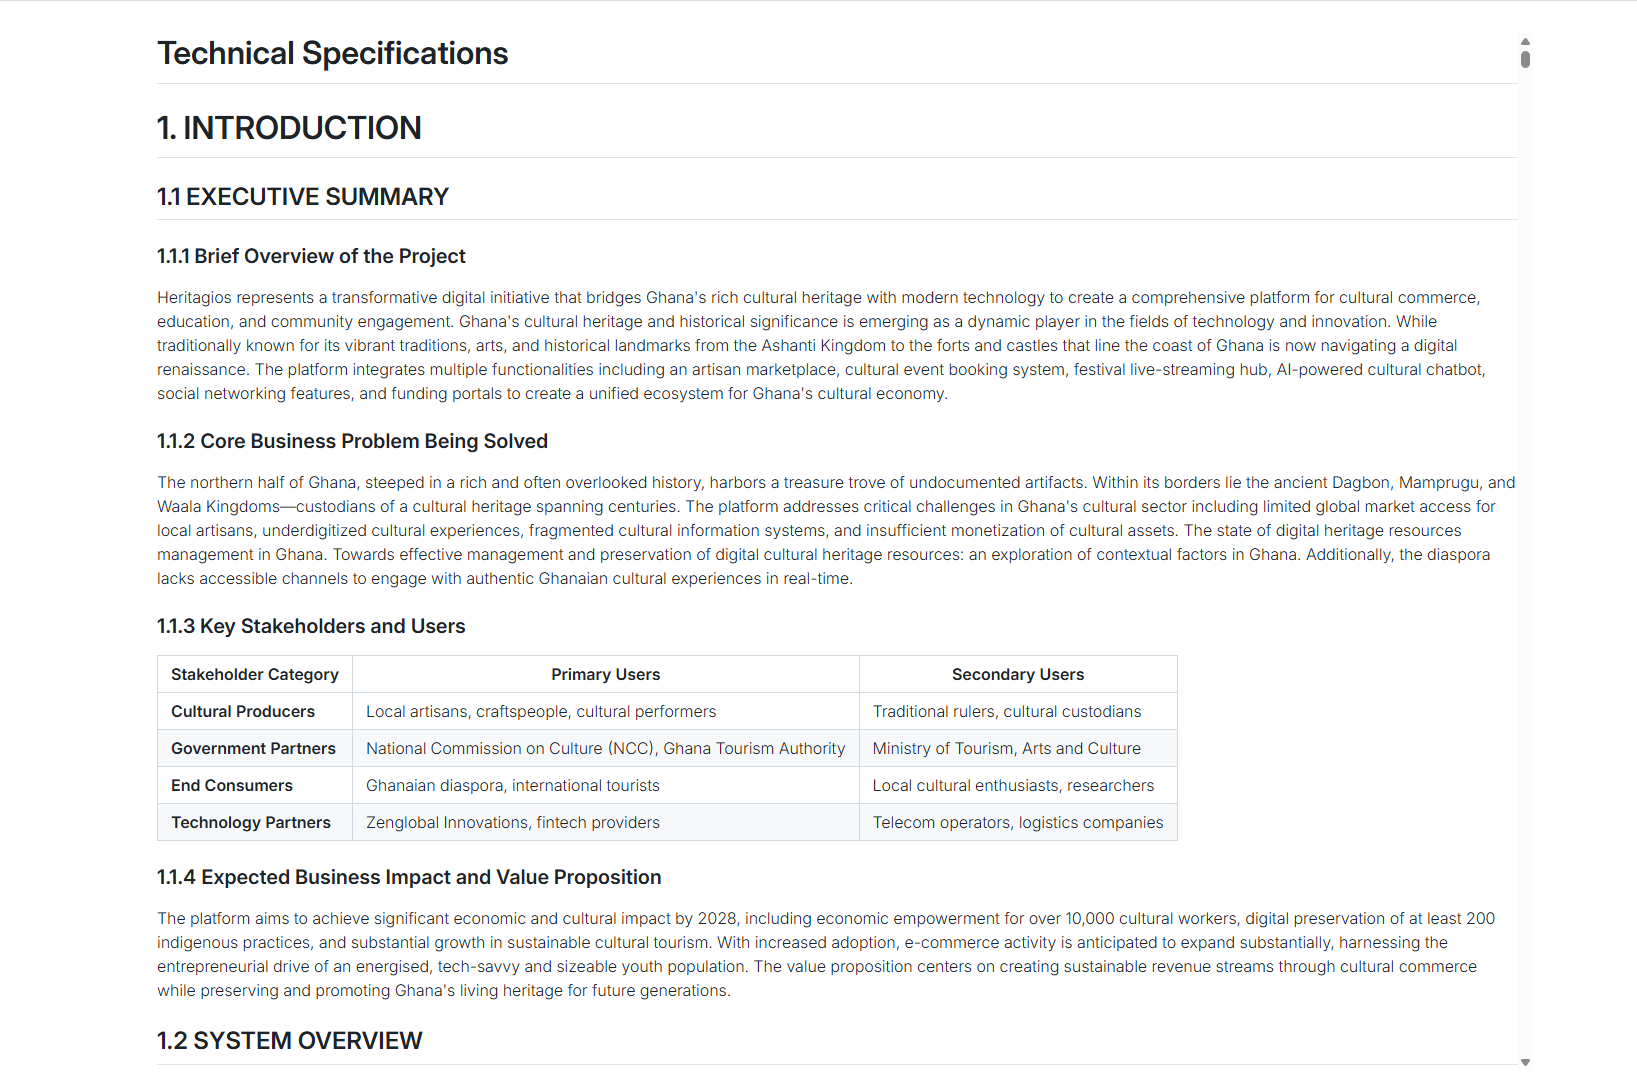 Technical Specifications
1. INTRODUCTION
1.1 EXECUTIVE SUMMARY
1.1.1 Brief Overview of the Project
Heritagios represents a transformative digital initiative that bridges Ghana's rich cultural heritage with modern technology to create a comprehensive platform for cultural commerce,
education, and community engagement. Ghana's cultural heritage and historical significance is emerging as a dynamic player in the fields of technology and innovation. While
traditionally known for its vibrant traditions, arts, and historical landmarks from the Ashanti Kingdom to the forts and castles that line the coast of Ghana is now navigating a digital
renaissance. The platform integrates multiple functionalities including an artisan marketplace, cultural event booking system, festival live-streaming hub, AI-powered cultural chatbot,
social networking features, and funding portals to create a unified ecosystem for Ghana's cultural economy.
1.1.2 Core Business Problem Being Solved
The northern half of Ghana, steeped in a rich and often overlooked history, harbors a treasure trove of undocumented artifacts. Within its borders lie the ancient Dagbon, Mamprugu, and
Waala Kingdoms—custodians of a cultural heritage spanning centuries. The platform addresses critical challenges in Ghana's cultural sector including limited global market access for
local artisans, underdigitized cultural experiences, fragmented cultural information systems, and insufficient monetization of cultural assets. The state of digital heritage resources
management in Ghana. Towards effective management and preservation of digital cultural heritage resources: an exploration of contextual factors in Ghana. Additionally, the diaspora
lacks accessible channels to engage with authentic Ghanaian cultural experiences in real-time.
1.1.3 Key Stakeholders and Users
Stakeholder Category Primary Users Secondary Users
Cultural Producers Local artisans, craftspeople, cultural performers Traditional rulers, cultural custodians
Government Partners National Commission on Culture (NCC), Ghana Tourism Authority Ministry of Tourism, Arts and Culture
End Consumers Ghanaian diaspora, international tourists Local cultural enthusiasts, researchers
Technology Partners Zenglobal Innovations, fintech providers Telecom operators, logistics companies
1.1.4 Expected Business Impact and Value Proposition
The platform aims to achieve significant economic and cultural impact by 2028, including economic empowerment for over 10,000 cultural workers, digital preservation of at least 200
indigenous practices, and substantial growth in sustainable cultural tourism. With increased adoption, e-commerce activity is anticipated to expand substantially, harnessing the
entrepreneurial drive of an energised, tech-savvy and sizeable youth population. The value proposition centers on creating sustainable revenue streams through cultural commerce
while preserving and promoting Ghana's living heritage for future generations.
1.2 SYSTEM OVERVIEW